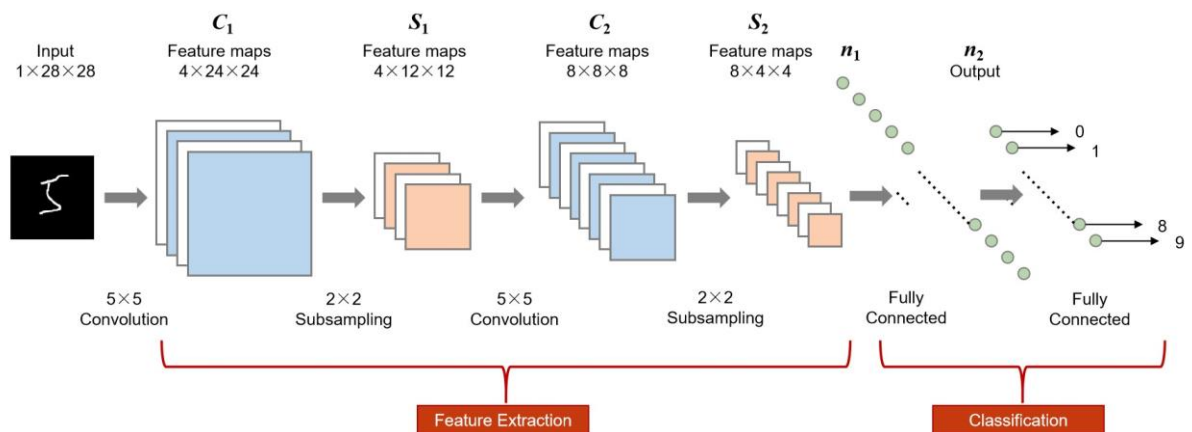 C₁
S₁
C₂
S₂
n₁
n₂
Input
1×28×28
Feature maps
4×24×24
Feature maps
4×12×12
Feature maps
8×8×8
Feature maps
8×4×4
Output
0
1
8
9
5×5
Convolution
2×2
Subsampling
5×5
Convolution
2×2
Subsampling
Fully
Connected
Fully
Connected
Feature Extraction
Classification